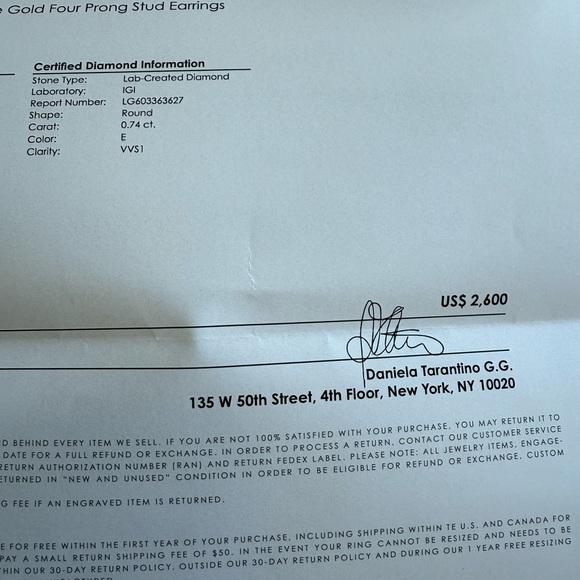 Gold Four Prong Stud Earrings
Certified Diamond Information
Stone Type: Lab-Created Diamond
Laboratory: IGI
Report Number: LG603363627
Shape: Round
Carat: 0.74 ct.
Color: E
Clarity: VVS1
US$ 2,600
Daniela Tarantino G.G.
135 W 50th Street, 4th Floor, New York, NY 10020
BEHIND EVERY ITEM WE SELL. IF YOU ARE NOT 100% SATISFIED WITH YOUR PURCHASE, YOU MAY RETURN IT TO
DATE FOR A FULL REFUND OR EXCHANGE. IN ORDER TO PROCESS A RETURN, CONTACT OUR CUSTOMER SERVICE
RETURN AUTHORIZATION NUMBER (RAN) AND RETURN FEDEX LABEL. PLEASE NOTE: ALL JEWELRY ITEMS, ENGAGE-
IN "NEW AND UNUSED" CONDITION IN ORDER TO BE ELIGIBLE FOR REFUND OR EXCHANGE. CUSTOM
FEE IF AN ENGRAVED ITEM IS RETURNED.
FOR FREE WITHIN THE FIRST YEAR OF YOUR PURCHASE, INCLUDING SHIPPING WITHIN TE U.S. AND CANADA FOR
PAY A SMALL RETURN SHIPPING FEE OF $50. IN THE EVENT YOUR RING CANNOT BE RESIZED AND NEEDS TO BE
OUR 30-DAY RETURN POLICY. OUTSIDE OUR 30-DAY RETURN POLICY AND DURING OUR 1 YEAR FREE RESIZING